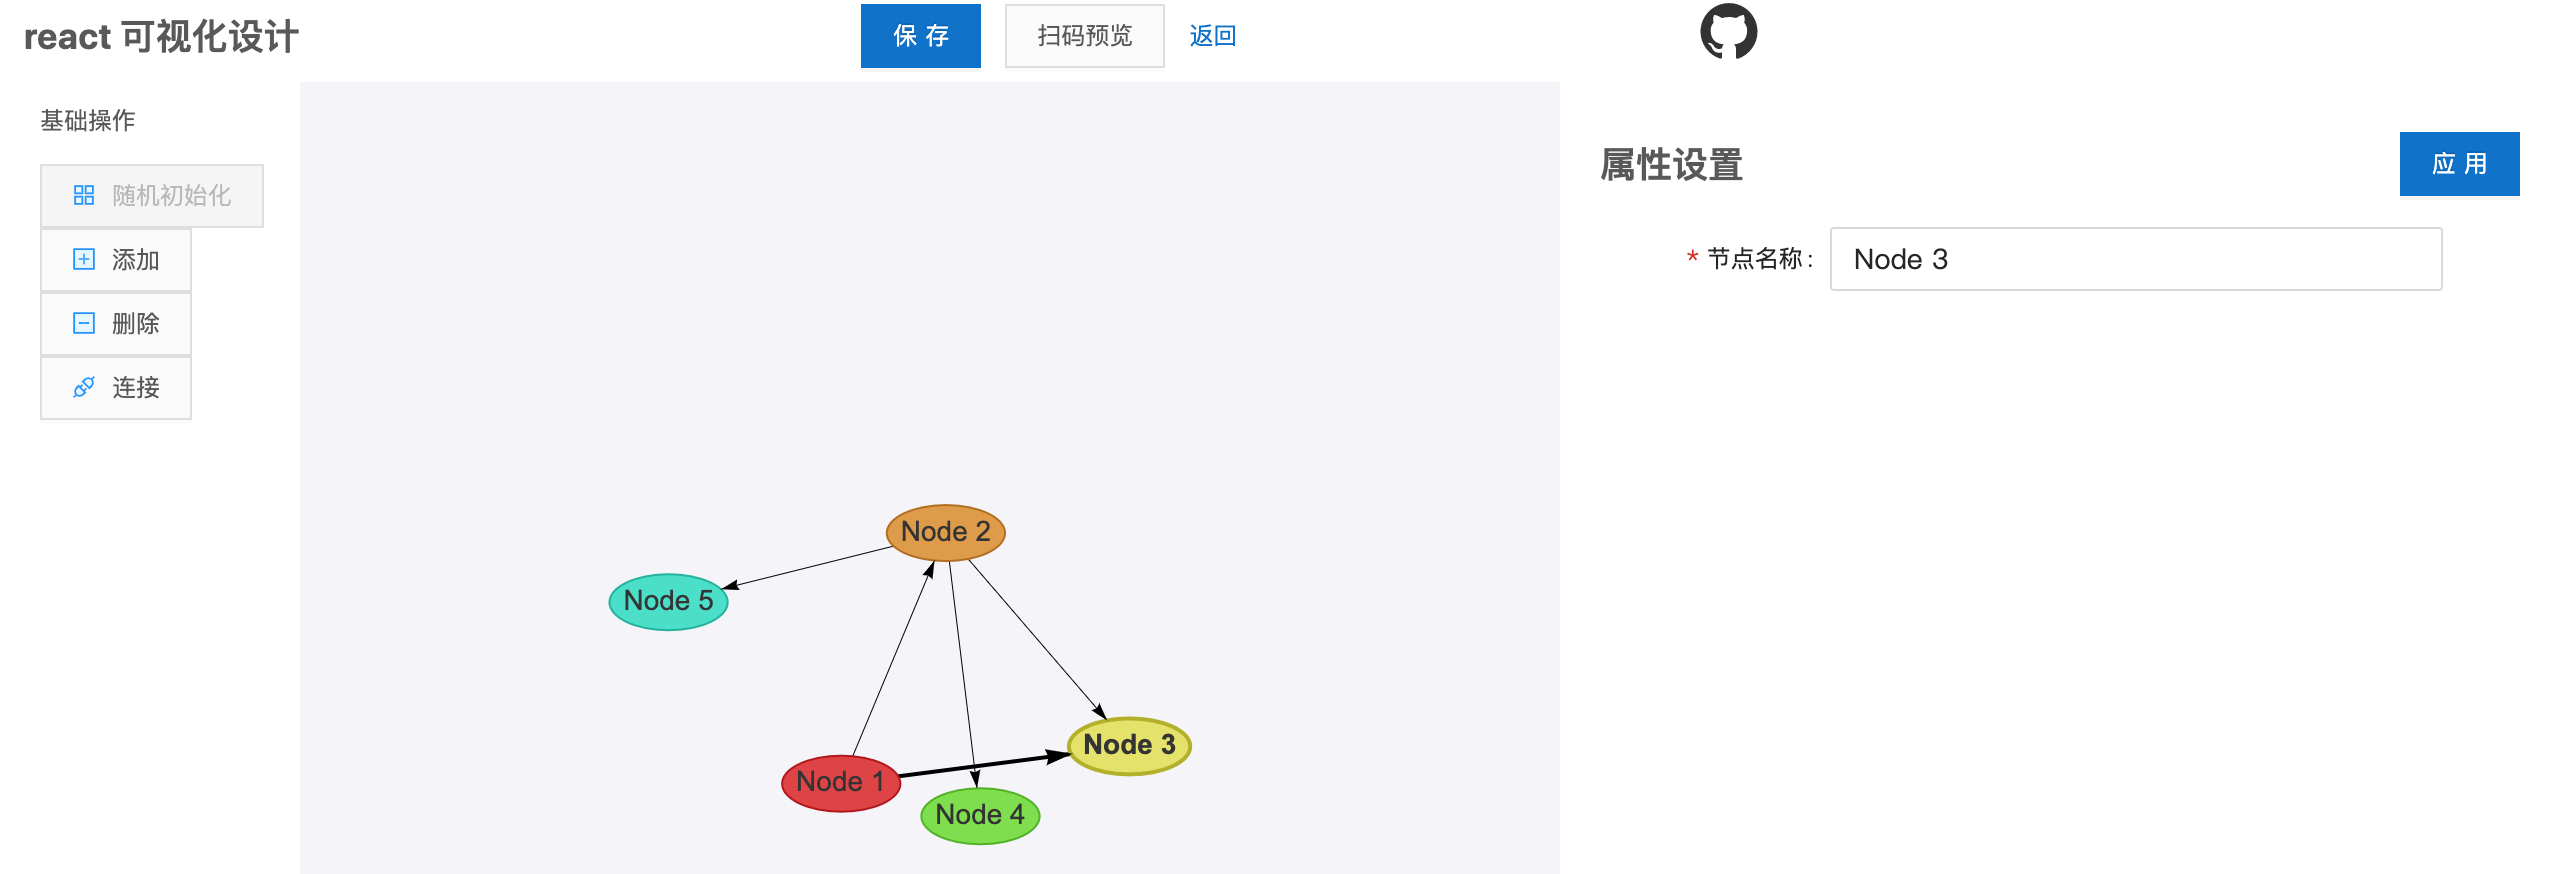 react 可视化设计
保 存
扫码预览
返回
基础操作
随机初始化
添加
删除
连接
Node 2
Node 5
Node 3
Node 1
Node 4
属性设置
应 用
* 节点名称 : Node 3